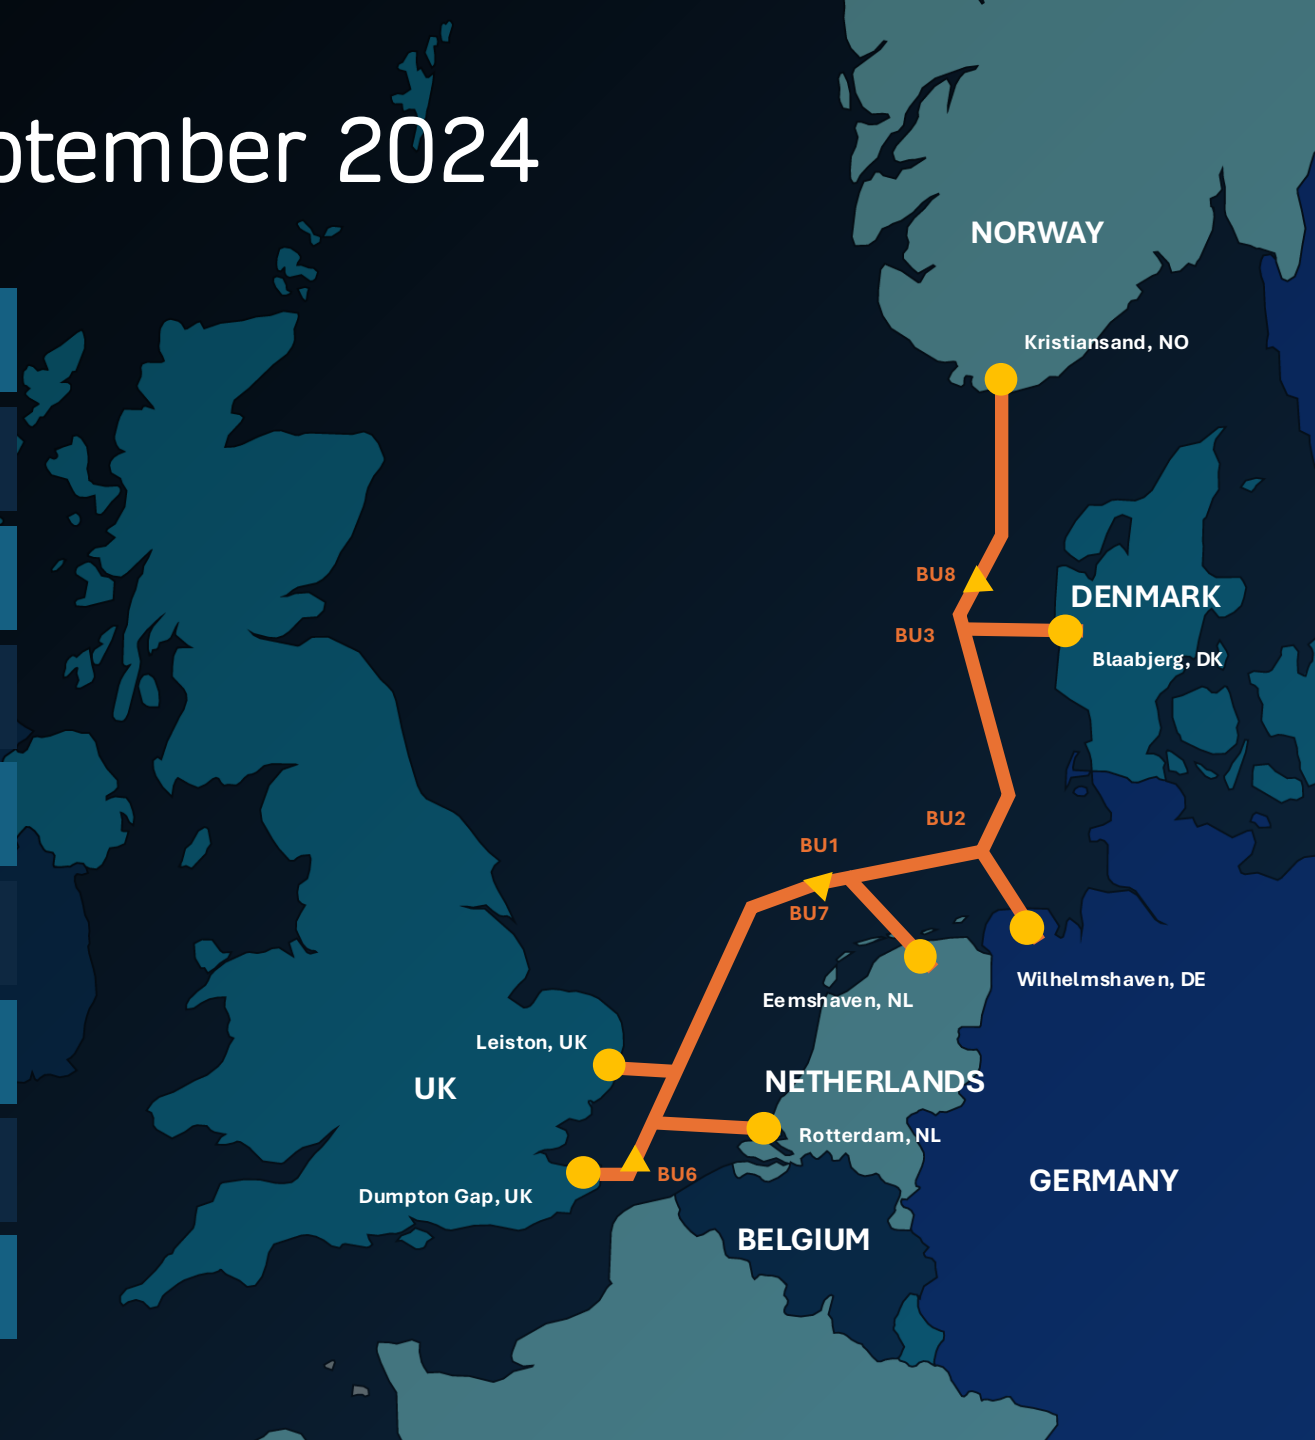 ptember 2024
NORWAY
Kristiansand, NO
BU8
DENMARK
BU3
Blaabjerg, DK
BU2
BU1
BU7
Wilhelmshaven, DE
Eemshaven, NL
Leiston, UK
UK
NETHERLANDS
Rotterdam, NL
BU6
GERMANY
Dumpton Gap, UK
BELGIUM